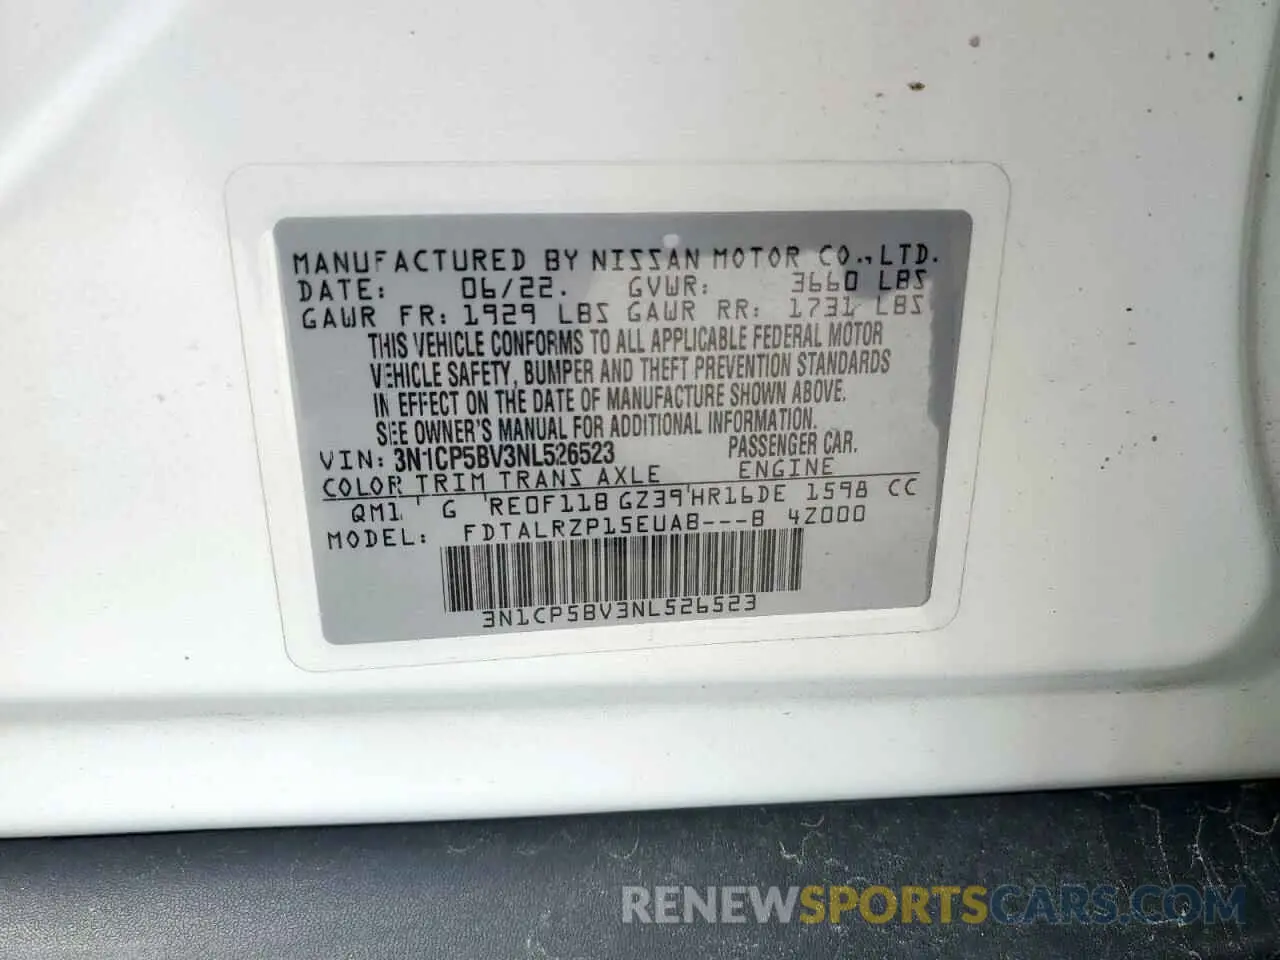 MANUFACTURED BY NISSAN MOTOR CO., LTD.
DATE: 06/22. GVWR: 3660 LBS
GAWR FR: 1929 LBS GAWR RR: 1731 LBS
THIS VEHICLE CONFORMS TO ALL APPLICABLE FEDERAL MOTOR
VEHICLE SAFETY, BUMPER AND THEFT PREVENTION STANDARDS
IN EFFECT ON THE DATE OF MANUFACTURE SHOWN ABOVE.
SEE OWNER'S MANUAL FOR ADDITIONAL INFORMATION.
VIN: 3N1CP5BV3NL526523 PASSENGER CAR.
COLOR TRIM TRANS AXLE ENGINE
QM1 ' G 'RE0F11B GZ39'HR16DE 1598 CC
MODEL: FDTALRZP15EUAB---B 4Z000
3N1CP5BV3NL526523
RENEWSPORTSCARS.COM